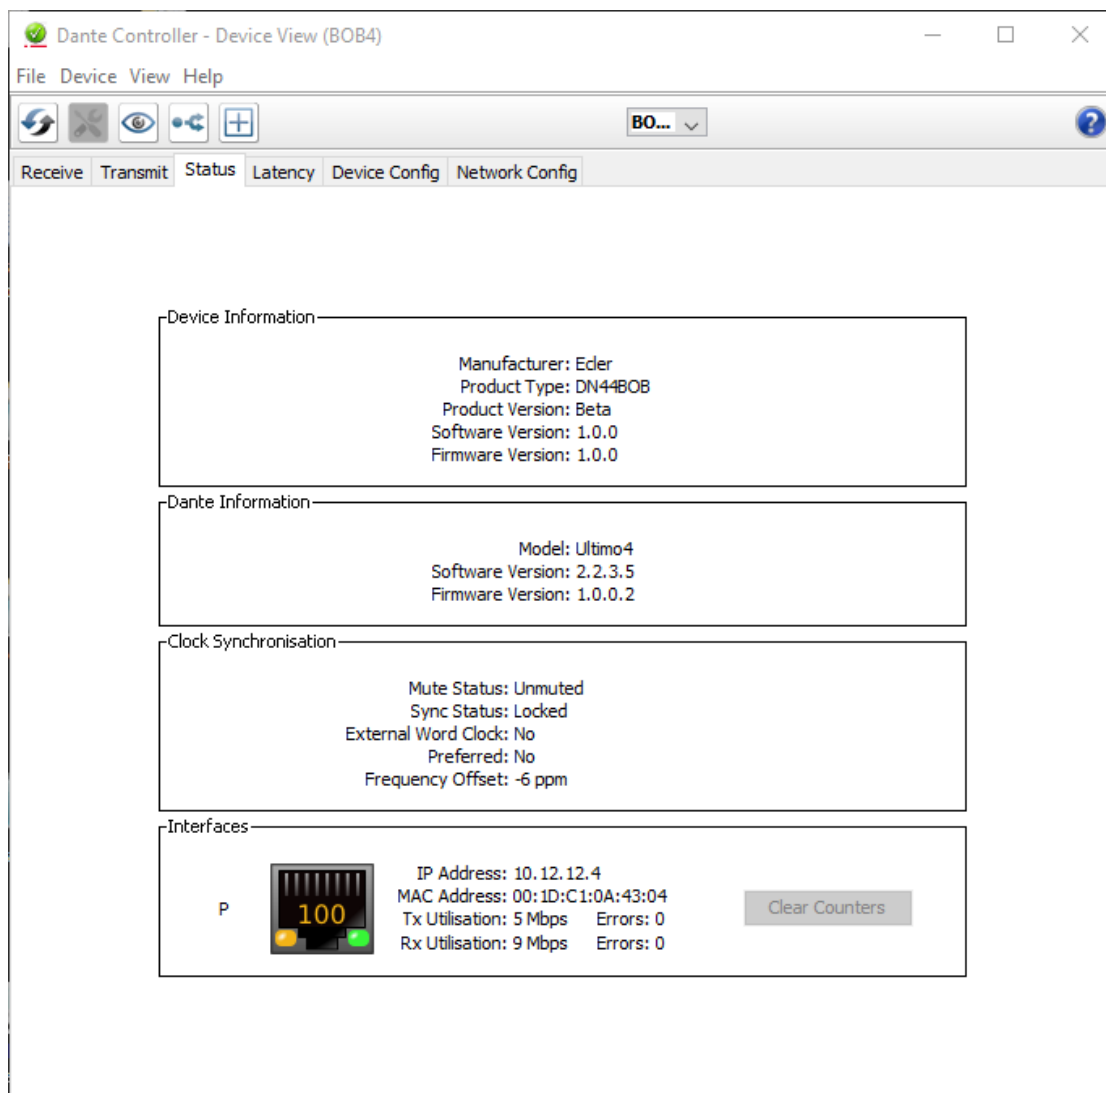 Dante Controller - Device View (BOB4)
File Device View Help
BO...
Receive Transmit Status Latency Device Config Network Config
Device Information
Manufacturer: Ecler
Product Type: DN44BOB
Product Version: Beta
Software Version: 1.0.0
Firmware Version: 1.0.0
Dante Information
Model: Ultimo4
Software Version: 2.2.3.5
Firmware Version: 1.0.0.2
Clock Synchronisation
Mute Status: Unmuted
Sync Status: Locked
External Word Clock: No
Preferred: No
Frequency Offset: -6 ppm
Interfaces
IP Address: 10.12.12.4
MAC Address: 00:1D:C1:0A:43:04
P 100 Clear Counters
Tx Utilisation: 5 Mbps Errors: 0
Rx Utilisation: 9 Mbps Errors: 0